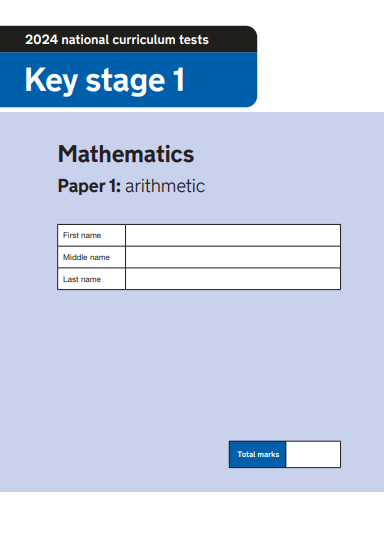 2024 national curriculum tests
Key stage 1
Mathematics
Paper 1: arithmetic
First name
Middle name
Last name
Total marks